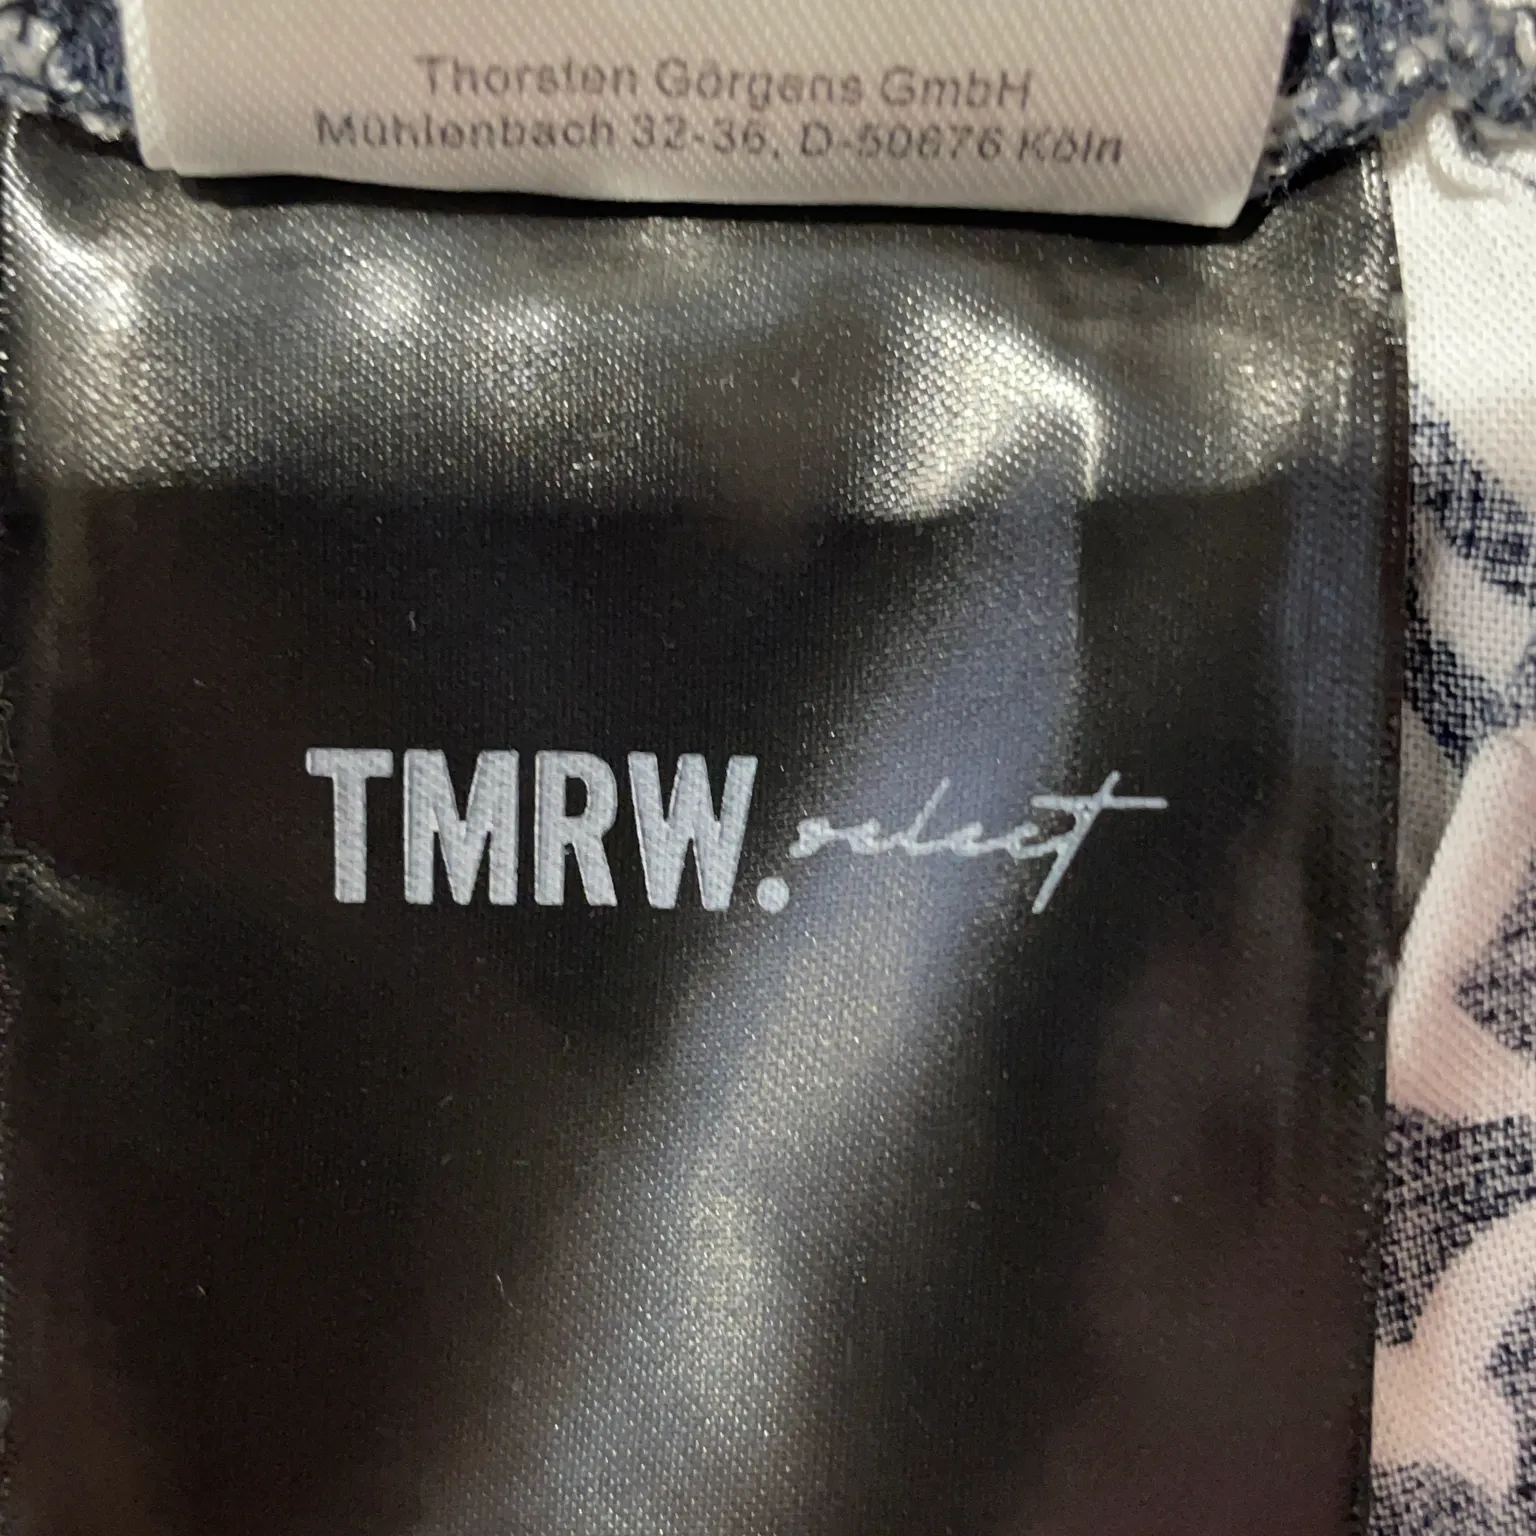 Thorsten Görgens GmbH
Mühlenbach 32-36, D-50676 Köln
TMRW. select